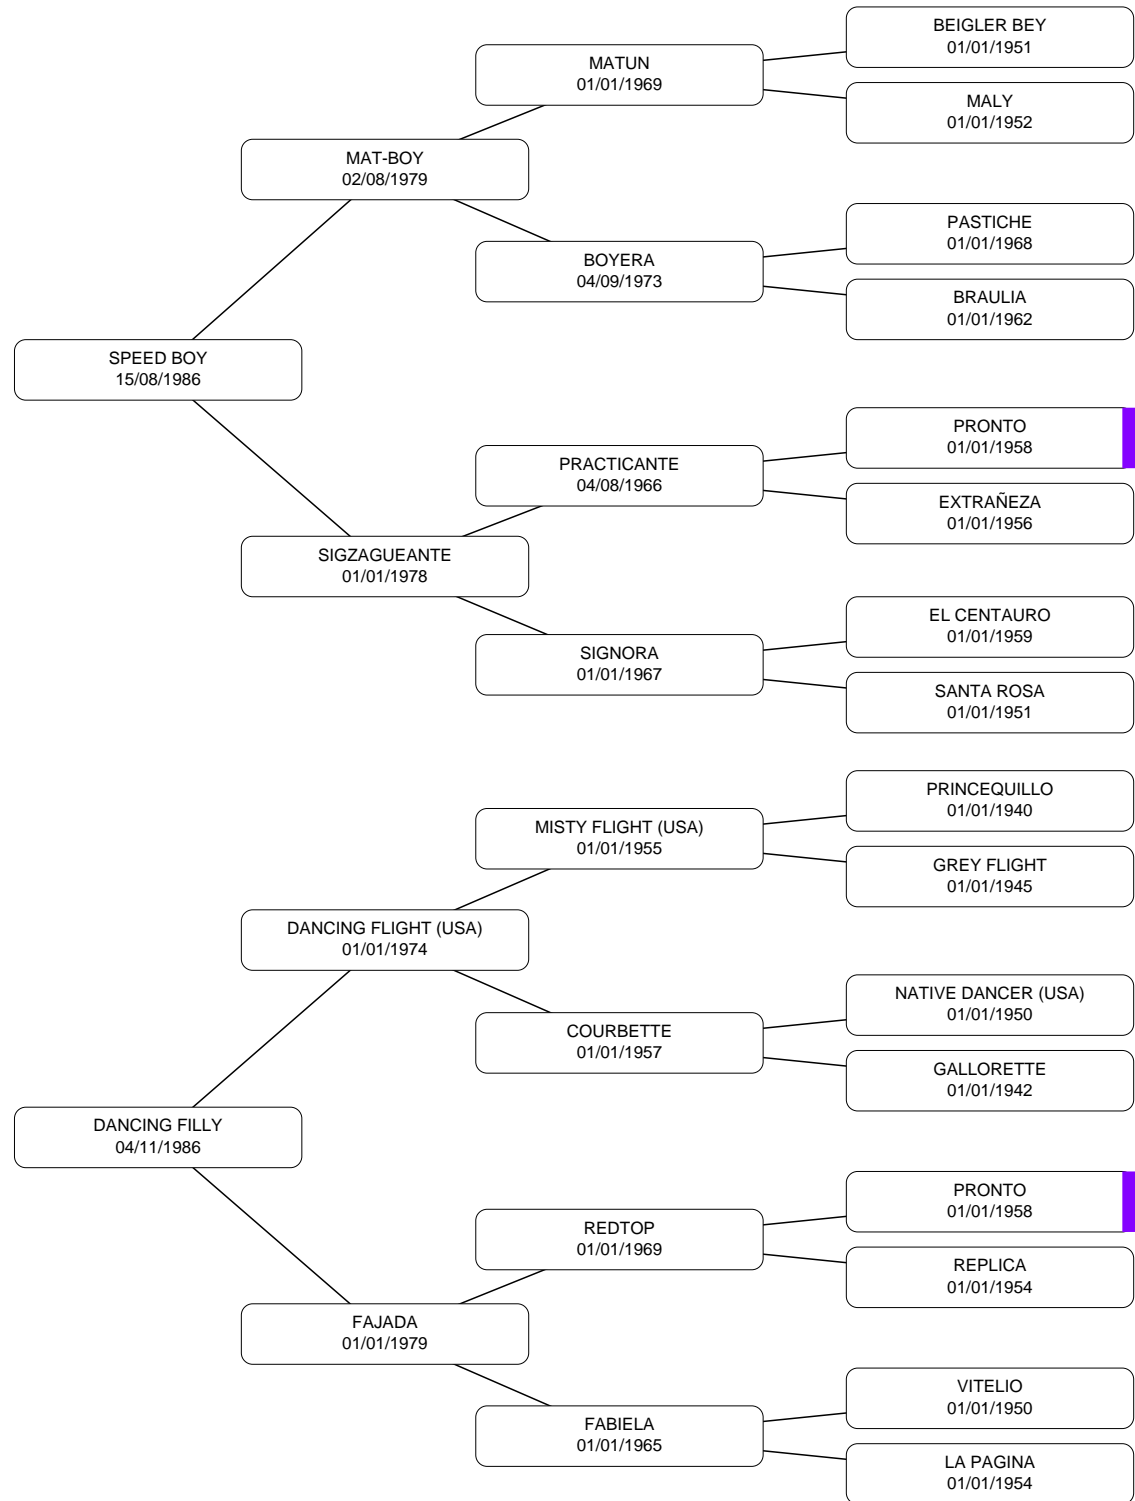 BEIGLER BEY
01/01/1951
MATUN
01/01/1969
MALY
01/01/1952
MAT-BOY
02/08/1979
PASTICHE
01/01/1968
BOYERA
04/09/1973
BRAULIA
01/01/1962
SPEED BOY
15/08/1986
PRONTO
01/01/1958
PRACTICANTE
04/08/1966
EXTRAÑEZA
01/01/1956
SIGZAGUEANTE
01/01/1978
EL CENTAURO
01/01/1959
SIGNORA
01/01/1967
SANTA ROSA
01/01/1951
PRINCEQUILLO
01/01/1940
MISTY FLIGHT (USA)
01/01/1955
GREY FLIGHT
01/01/1945
DANCING FLIGHT (USA)
01/01/1974
NATIVE DANCER (USA)
01/01/1950
COURBETTE
01/01/1957
GALLORETTE
01/01/1942
DANCING FILLY
04/11/1986
PRONTO
01/01/1958
REDTOP
01/01/1969
REPLICA
01/01/1954
FAJADA
01/01/1979
VITELIO
01/01/1950
FABIELA
01/01/1965
LA PAGINA
01/01/1954